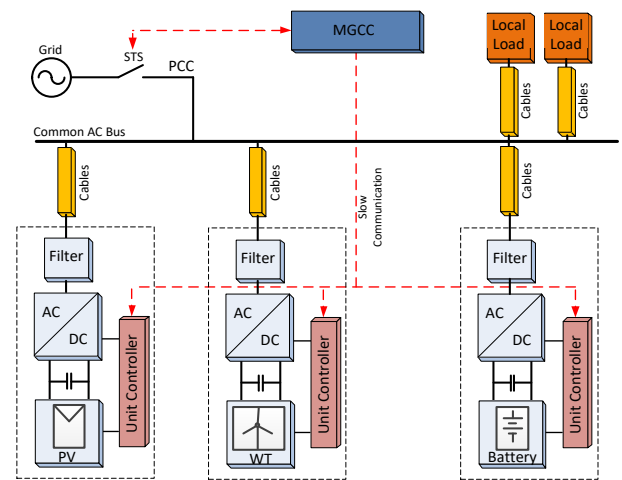 Grid
STS
PCC
MGCC
Local
Load
Local
Load
Cables
Cables
Common AC Bus
Cables
Cables
Cables
Slow
Communication
Filter
Filter
Filter
AC
DC
AC
DC
AC
DC
Unit Controller
Unit Controller
Unit Controller
PV
WT
Battery